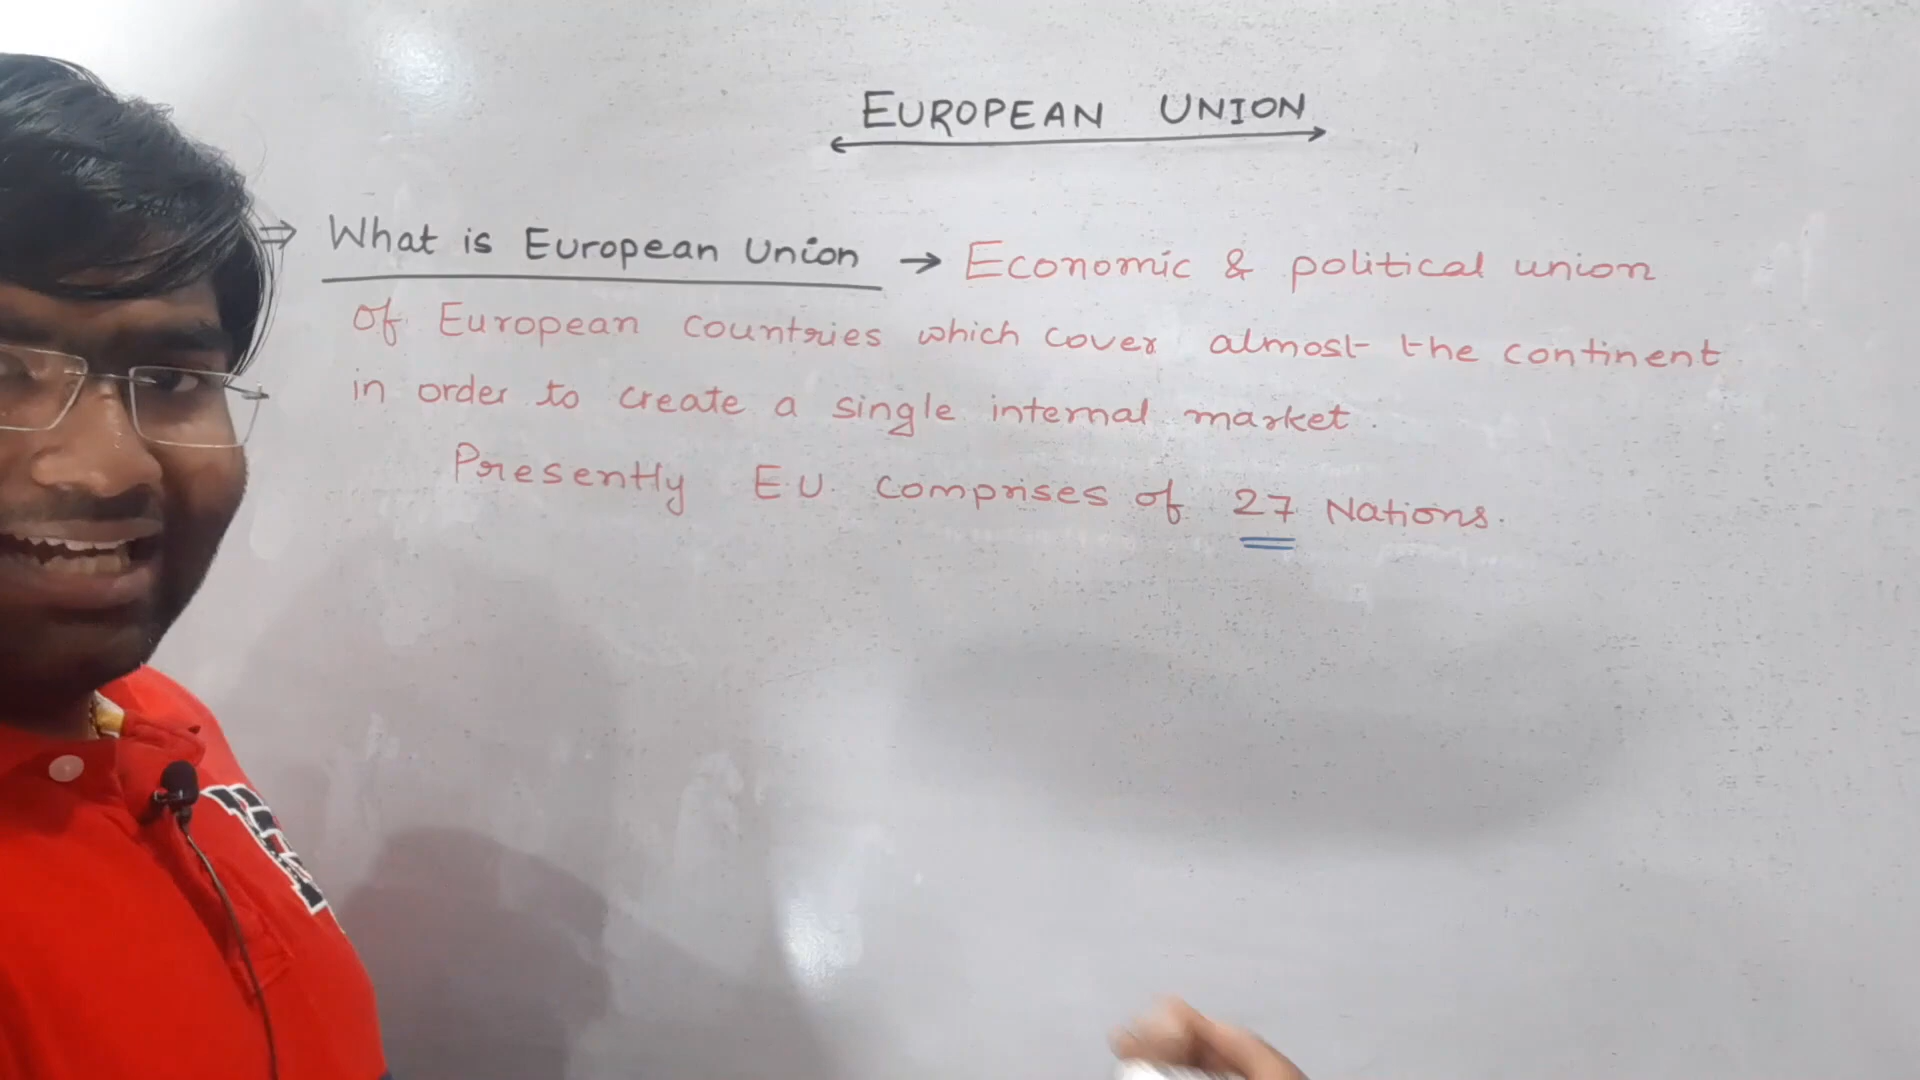 EUROPEAN UNION
⇒ What is European Union → Economic & political union
of European countries which cover almost the continent
in order to create a single internal market.
Presently E.U. comprises of 27 Nations.